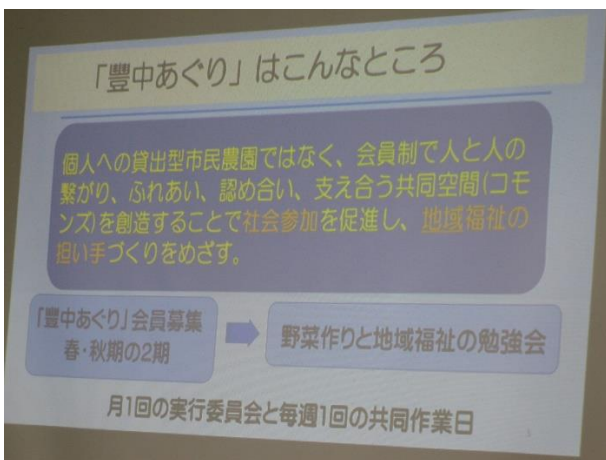 「豐中あぐり」はこんなところ
個人への貸出型市民農園ではなく、会員制で人と人の
繋がり、ふれあい、認め合い、支え合う共同空間(コモ
ンズ)を創造することで社会参加を促進し、地域福祉の
担い手づくりをめざす。
「豐中あぐり」会員募集
春・秋期の2期
野菜作りと地域福祉の勉強会
月1回の実行委員会と毎週1回の共同作業日